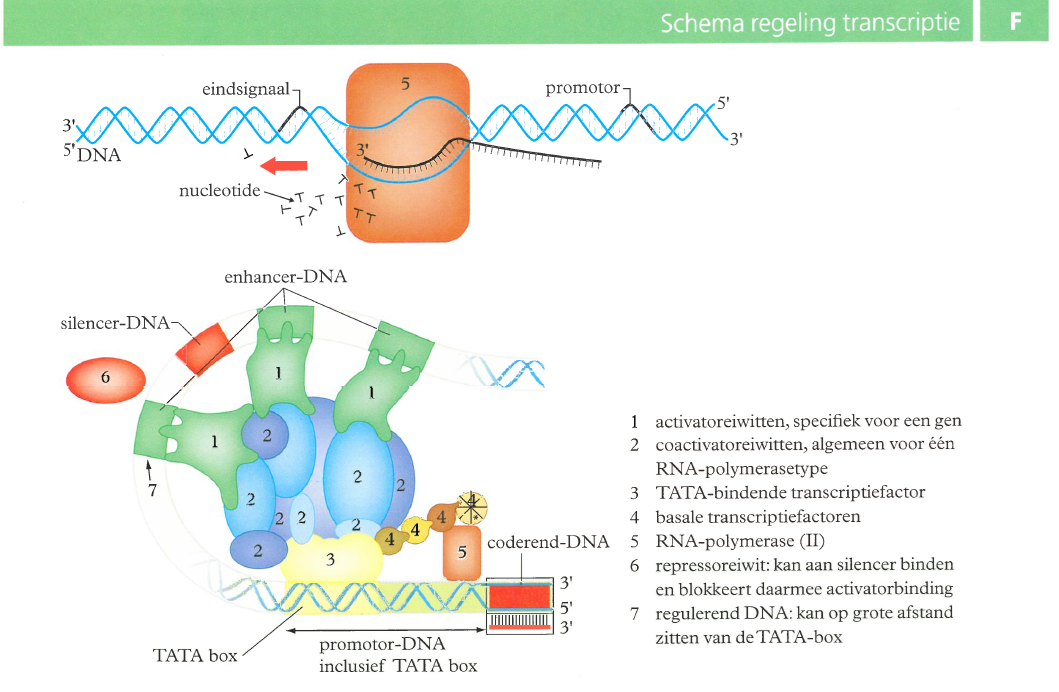 Schema regeling transcriptie F
eindsignaal
5
promotor
5'
3'
3'
5' DNA
3'
nucleotide
enhancer-DNA
silencer-DNA
6
1
1
1
2
7
2
2
2
2
2
2
2
3
4
4
4
4
5
coderend-DNA
3'
5'
3'
TATA box
promotor-DNA
inclusief TATA box
1 activatoreiwitten, specifiek voor een gen
2 coactivatoreiwitten, algemeen voor één
RNA-polymerasetype
3 TATA-bindende transcriptiefactor
4 basale transcriptiefactoren
5 RNA-polymerase (II)
6 repressoreiwit: kan aan silencer binden
en blokkeert daarmee activatorbinding
7 regulerend DNA: kan op grote afstand
zitten van de TATA-box